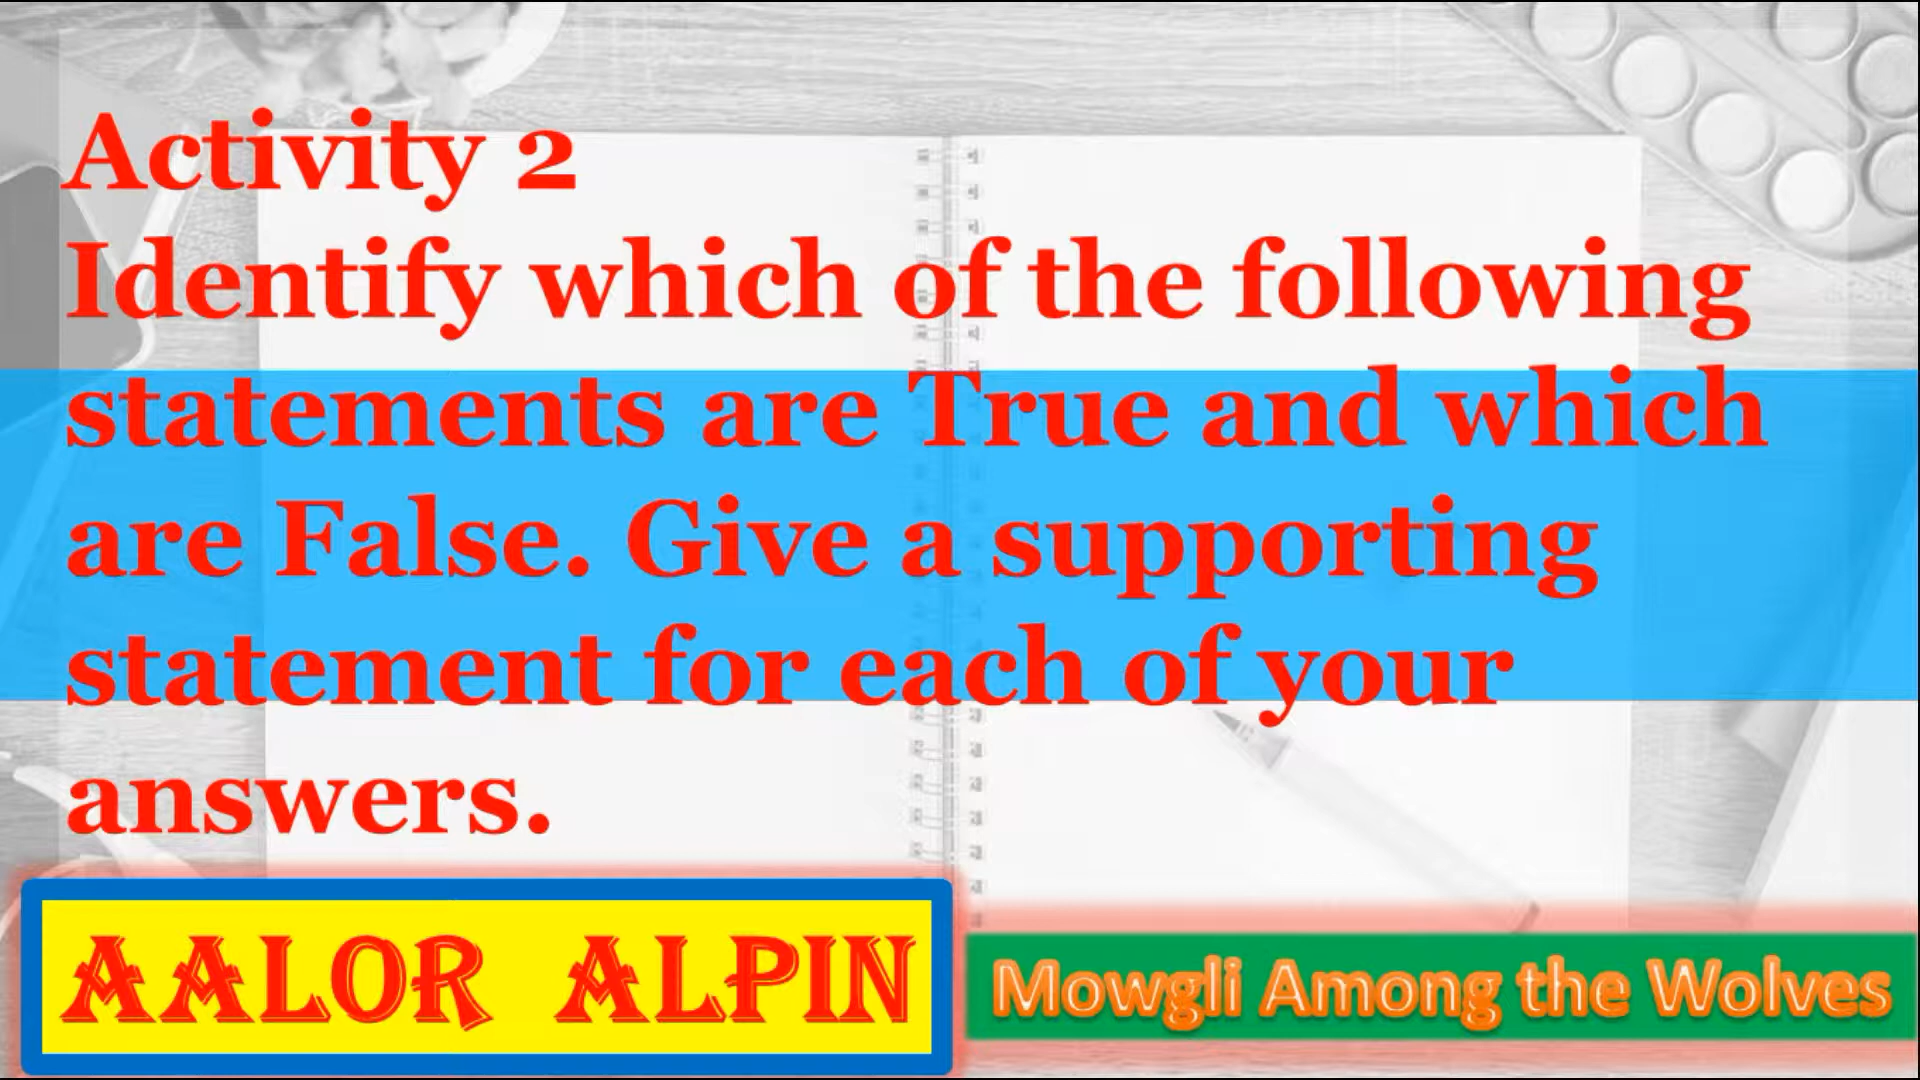 Activity 2
Identify which of the following
statements are True and which
are False. Give a supporting
statement for each of your
answers.
AALOR ALPIN
Mowgli Among the Wolves